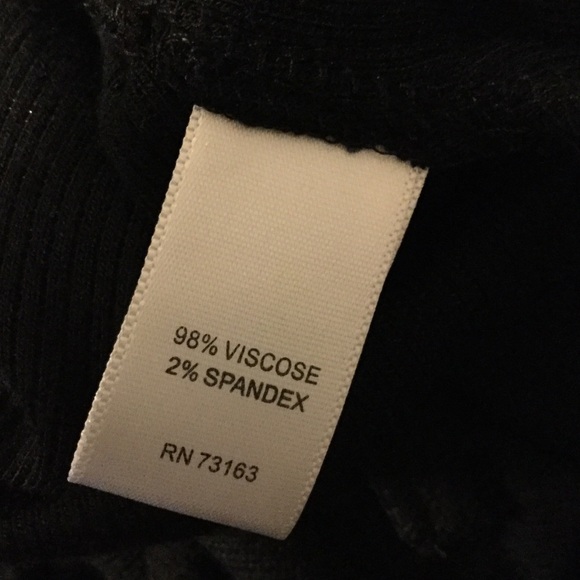 98% VISCOSE
2% SPANDEX
RN 73163